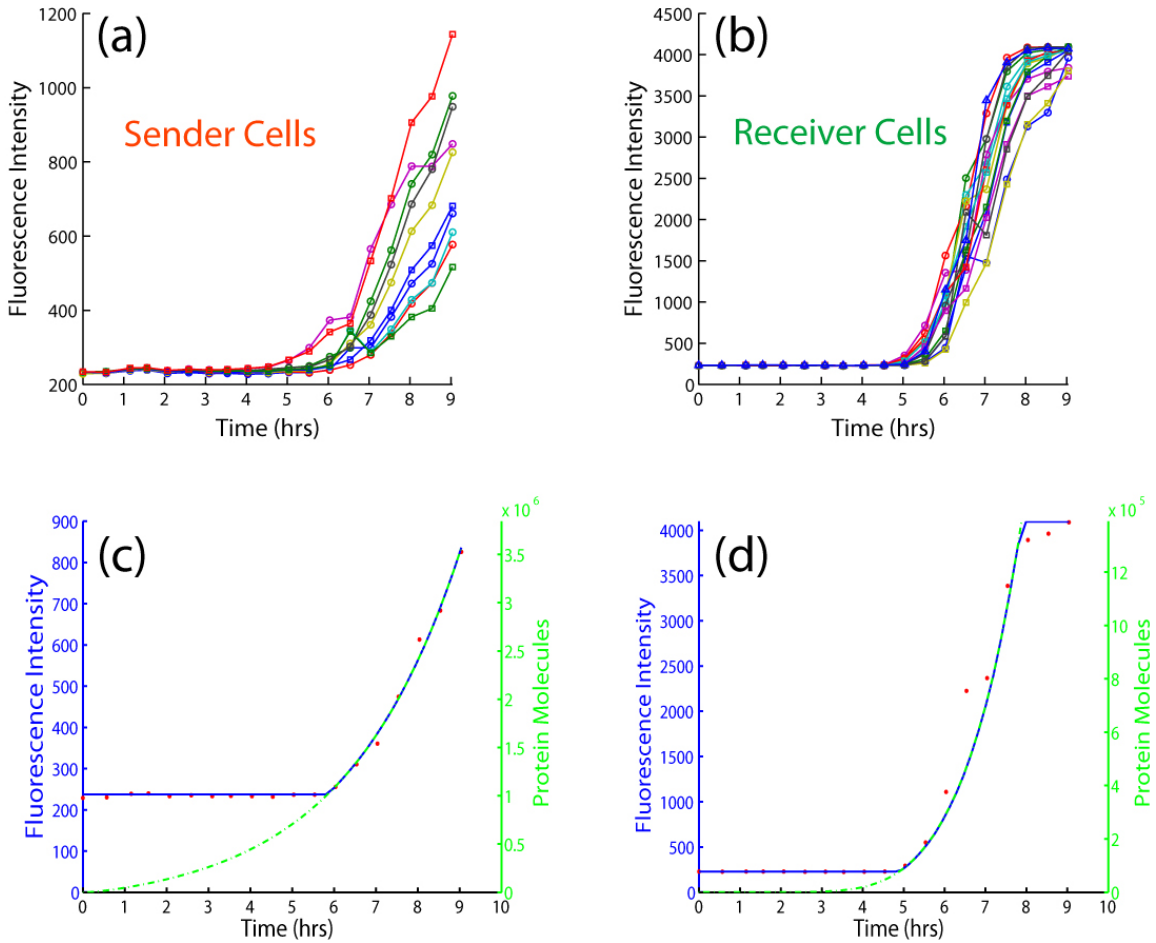 (a)
Sender Cells
Fluorescence Intensity
1200
1000
800
600
400
200
0 1 2 3 4 5 6 7 8 9
Time (hrs)
(b)
Receiver Cells
Fluorescence Intensity
4500
4000
3500
3000
2500
2000
1500
1000
500
0
0 1 2 3 4 5 6 7 8 9
Time (hrs)
(c)
Fluorescence Intensity
900
800
700
600
500
400
300
200
100
0
x 10^6
3.5
3
2.5
2
1.5
1
0.5
0
Protein Molecules
0 1 2 3 4 5 6 7 8 9 10
Time (hrs)
(d)
Fluorescence Intensity
4000
3500
3000
2500
2000
1500
1000
500
0
x 10^5
12
10
8
6
4
2
0
Protein Molecules
0 1 2 3 4 5 6 7 8 9 10
Time (hrs)